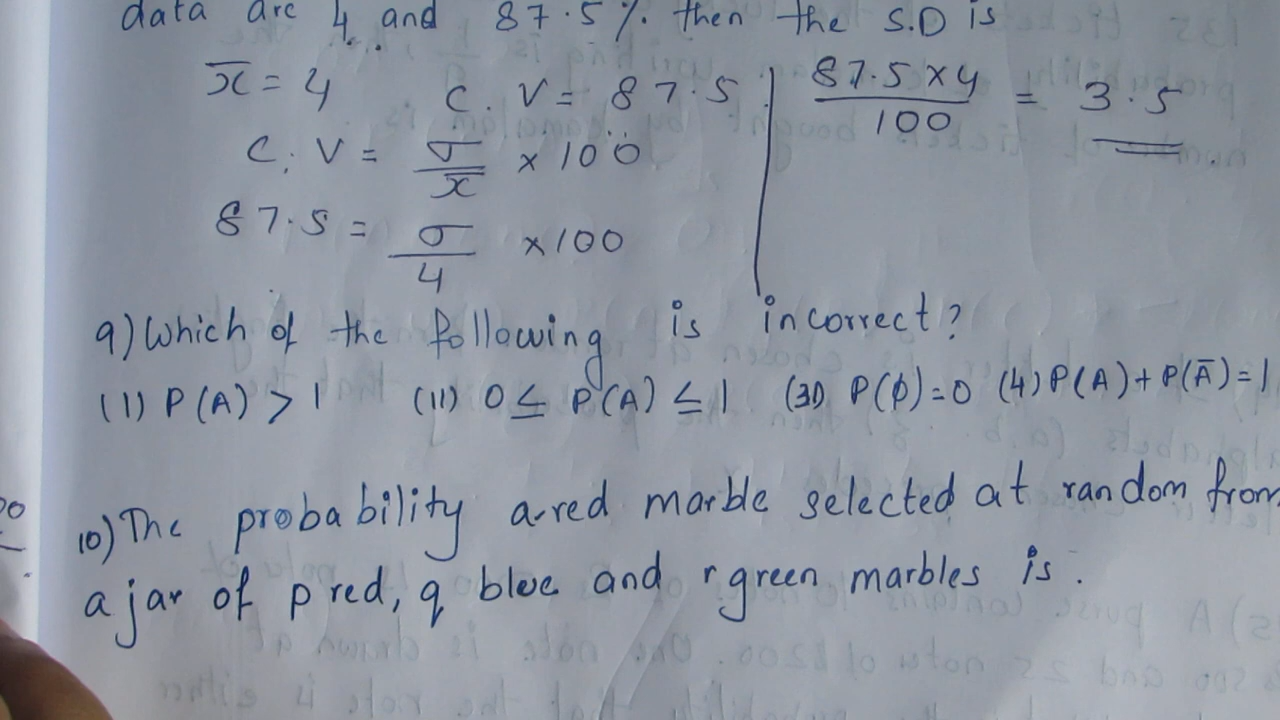 data are 4 and 87.5%. then the S.D is
x̄ = 4 C.V = 87.5
C.V = σ/x̄ × 100
87.5 = σ/4 × 100
87.5 × 4/100 = 3.5
9) Which of the following is incorrect?
(1) P(A) > 1 (11) 0 ≤ P(A) ≤ 1 (3) P(ϕ)=0 (4) P(A)+P(Ā)=1
10) The probability a red marble selected at random from
a jar of p red, q blue and r green marbles is.